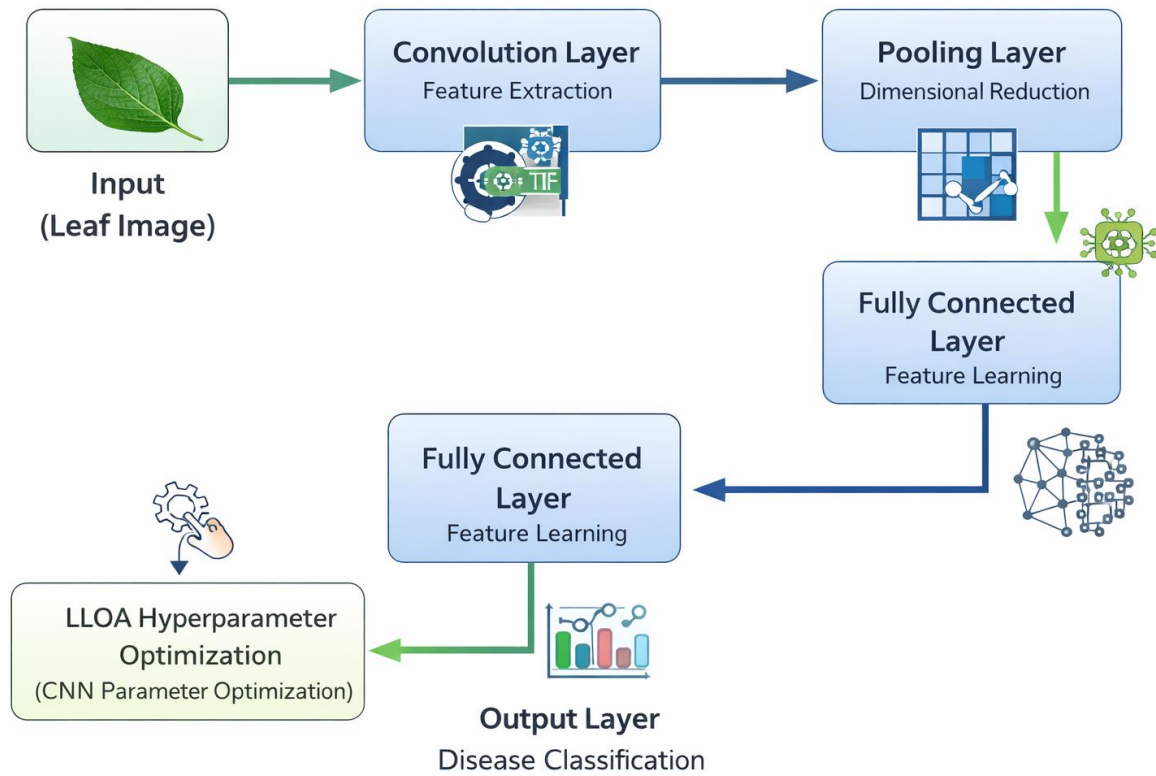 Input
(Leaf Image)
Convolution Layer
Feature Extraction
TIF
Pooling Layer
Dimensional Reduction
Fully Connected
Layer
Feature Learning
Fully Connected
Layer
Feature Learning
LLOA Hyperparameter
Optimization
(CNN Parameter Optimization)
Output Layer
Disease Classification